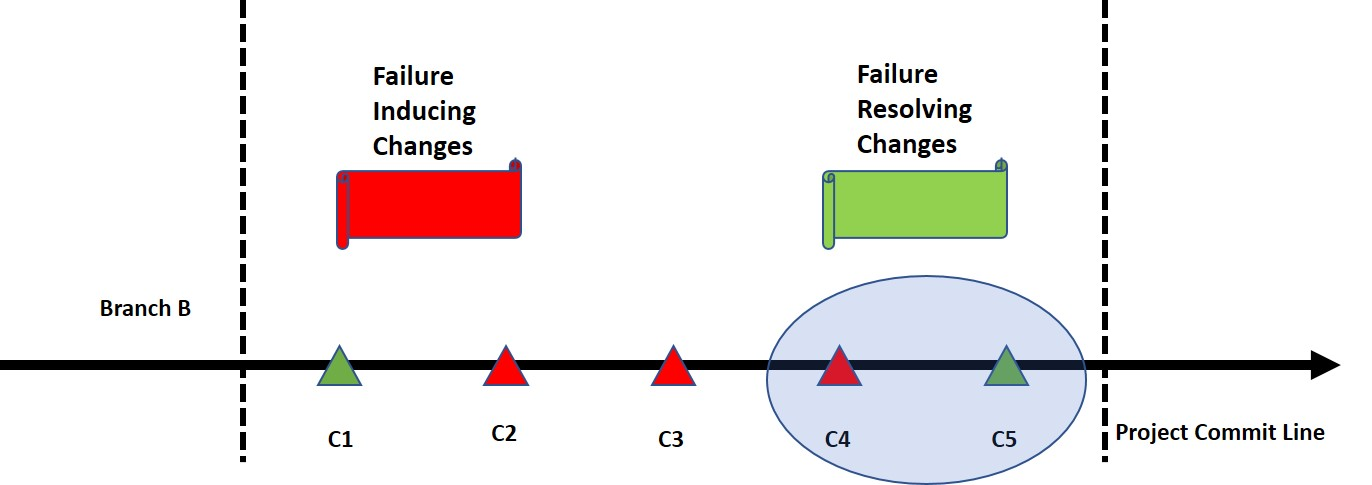 Failure
Inducing
Changes
Failure
Resolving
Changes
Branch B
C1
C2
C3
C4
C5
Project Commit Line